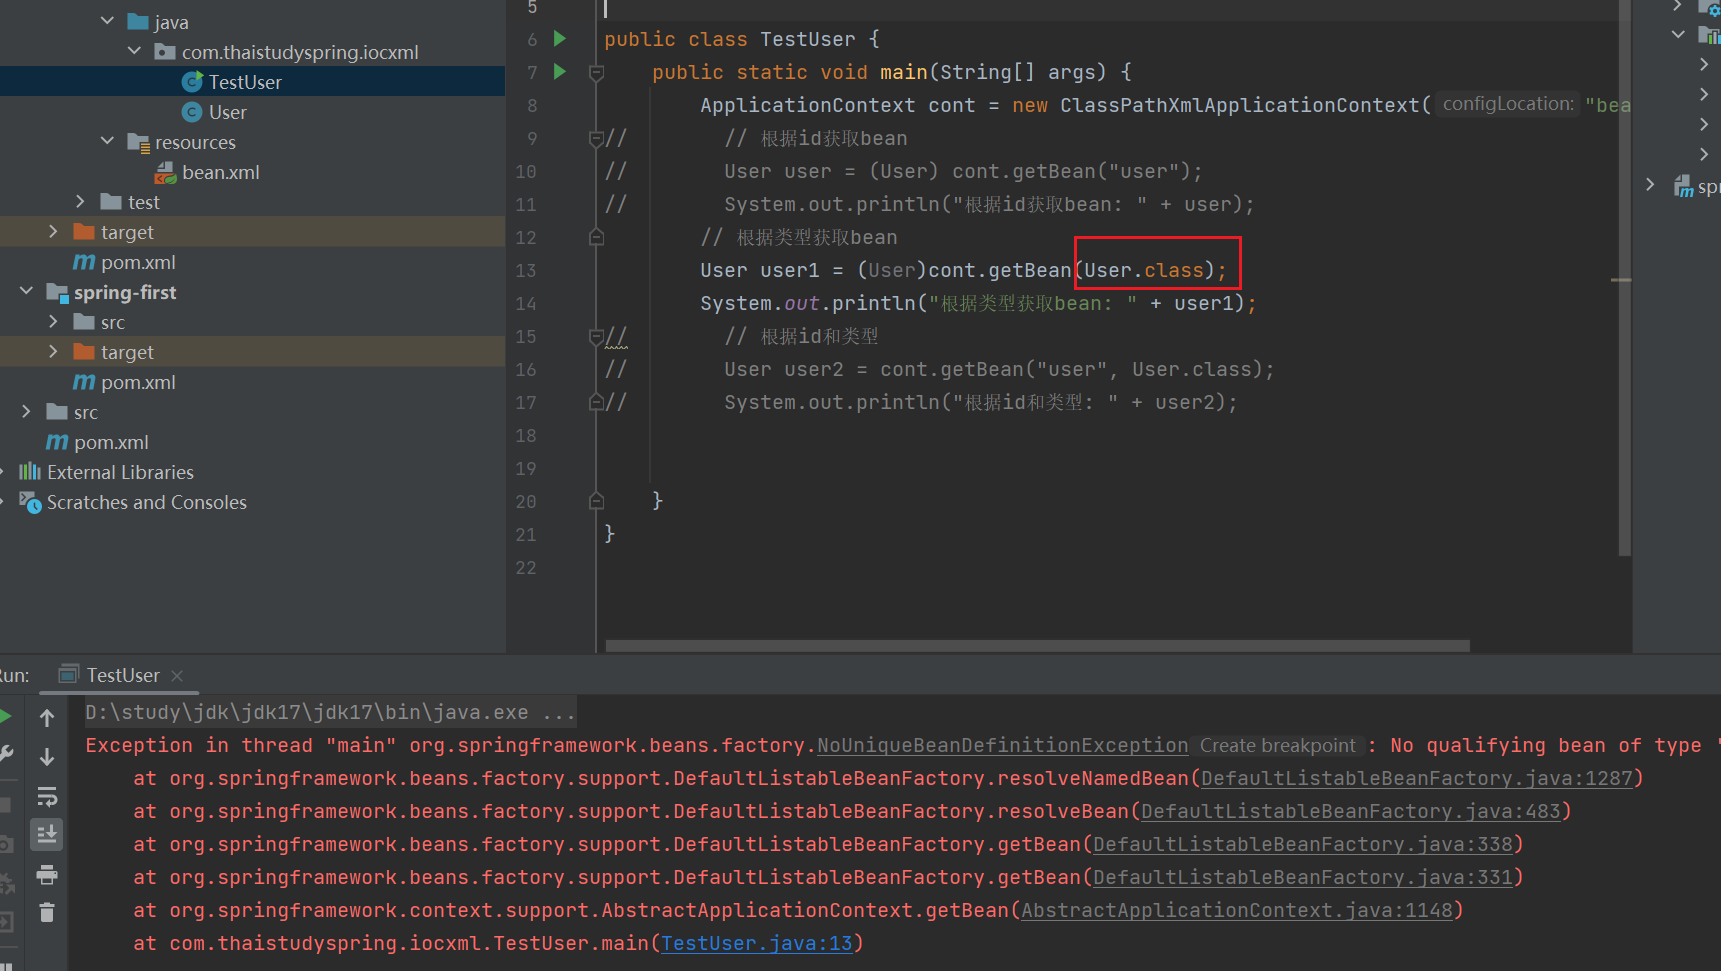 java
com.thaistudyspring.iocxml
TestUser
User
resources
bean.xml
test
target
pom.xml
spring-first
src
target
pom.xml
src
pom.xml
External Libraries
Scratches and Consoles
5
6 public class TestUser {
7 public static void main(String[] args) {
8 ApplicationContext cont = new ClassPathXmlApplicationContext( configLocation: "bea
9 // // 根据id获取bean
10 // User user = (User) cont.getBean("user");
11 // System.out.println("根据id获取bean: " + user);
12 // 根据类型获取bean
13 User user1 = (User)cont.getBean(User.class);
14 System.out.println("根据类型获取bean: " + user1);
15 // // 根据id和类型
16 // User user2 = cont.getBean("user", User.class);
17 // System.out.println("根据id和类型: " + user2);
18
19
20 }
21 }
22
spr
un:
TestUser
D:\study\jdk\jdk17\jdk17\bin\java.exe ...
Exception in thread "main" org.springframework.beans.factory.NoUniqueBeanDefinitionException Create breakpoint : No qualifying bean of type '
at org.springframework.beans.factory.support.DefaultListableBeanFactory.resolveNamedBean(DefaultListableBeanFactory.java:1287)
at org.springframework.beans.factory.support.DefaultListableBeanFactory.resolveBean(DefaultListableBeanFactory.java:483)
at org.springframework.beans.factory.support.DefaultListableBeanFactory.getBean(DefaultListableBeanFactory.java:338)
at org.springframework.beans.factory.support.DefaultListableBeanFactory.getBean(DefaultListableBeanFactory.java:331)
at org.springframework.context.support.AbstractApplicationContext.getBean(AbstractApplicationContext.java:1148)
at com.thaistudyspring.iocxml.TestUser.main(TestUser.java:13)